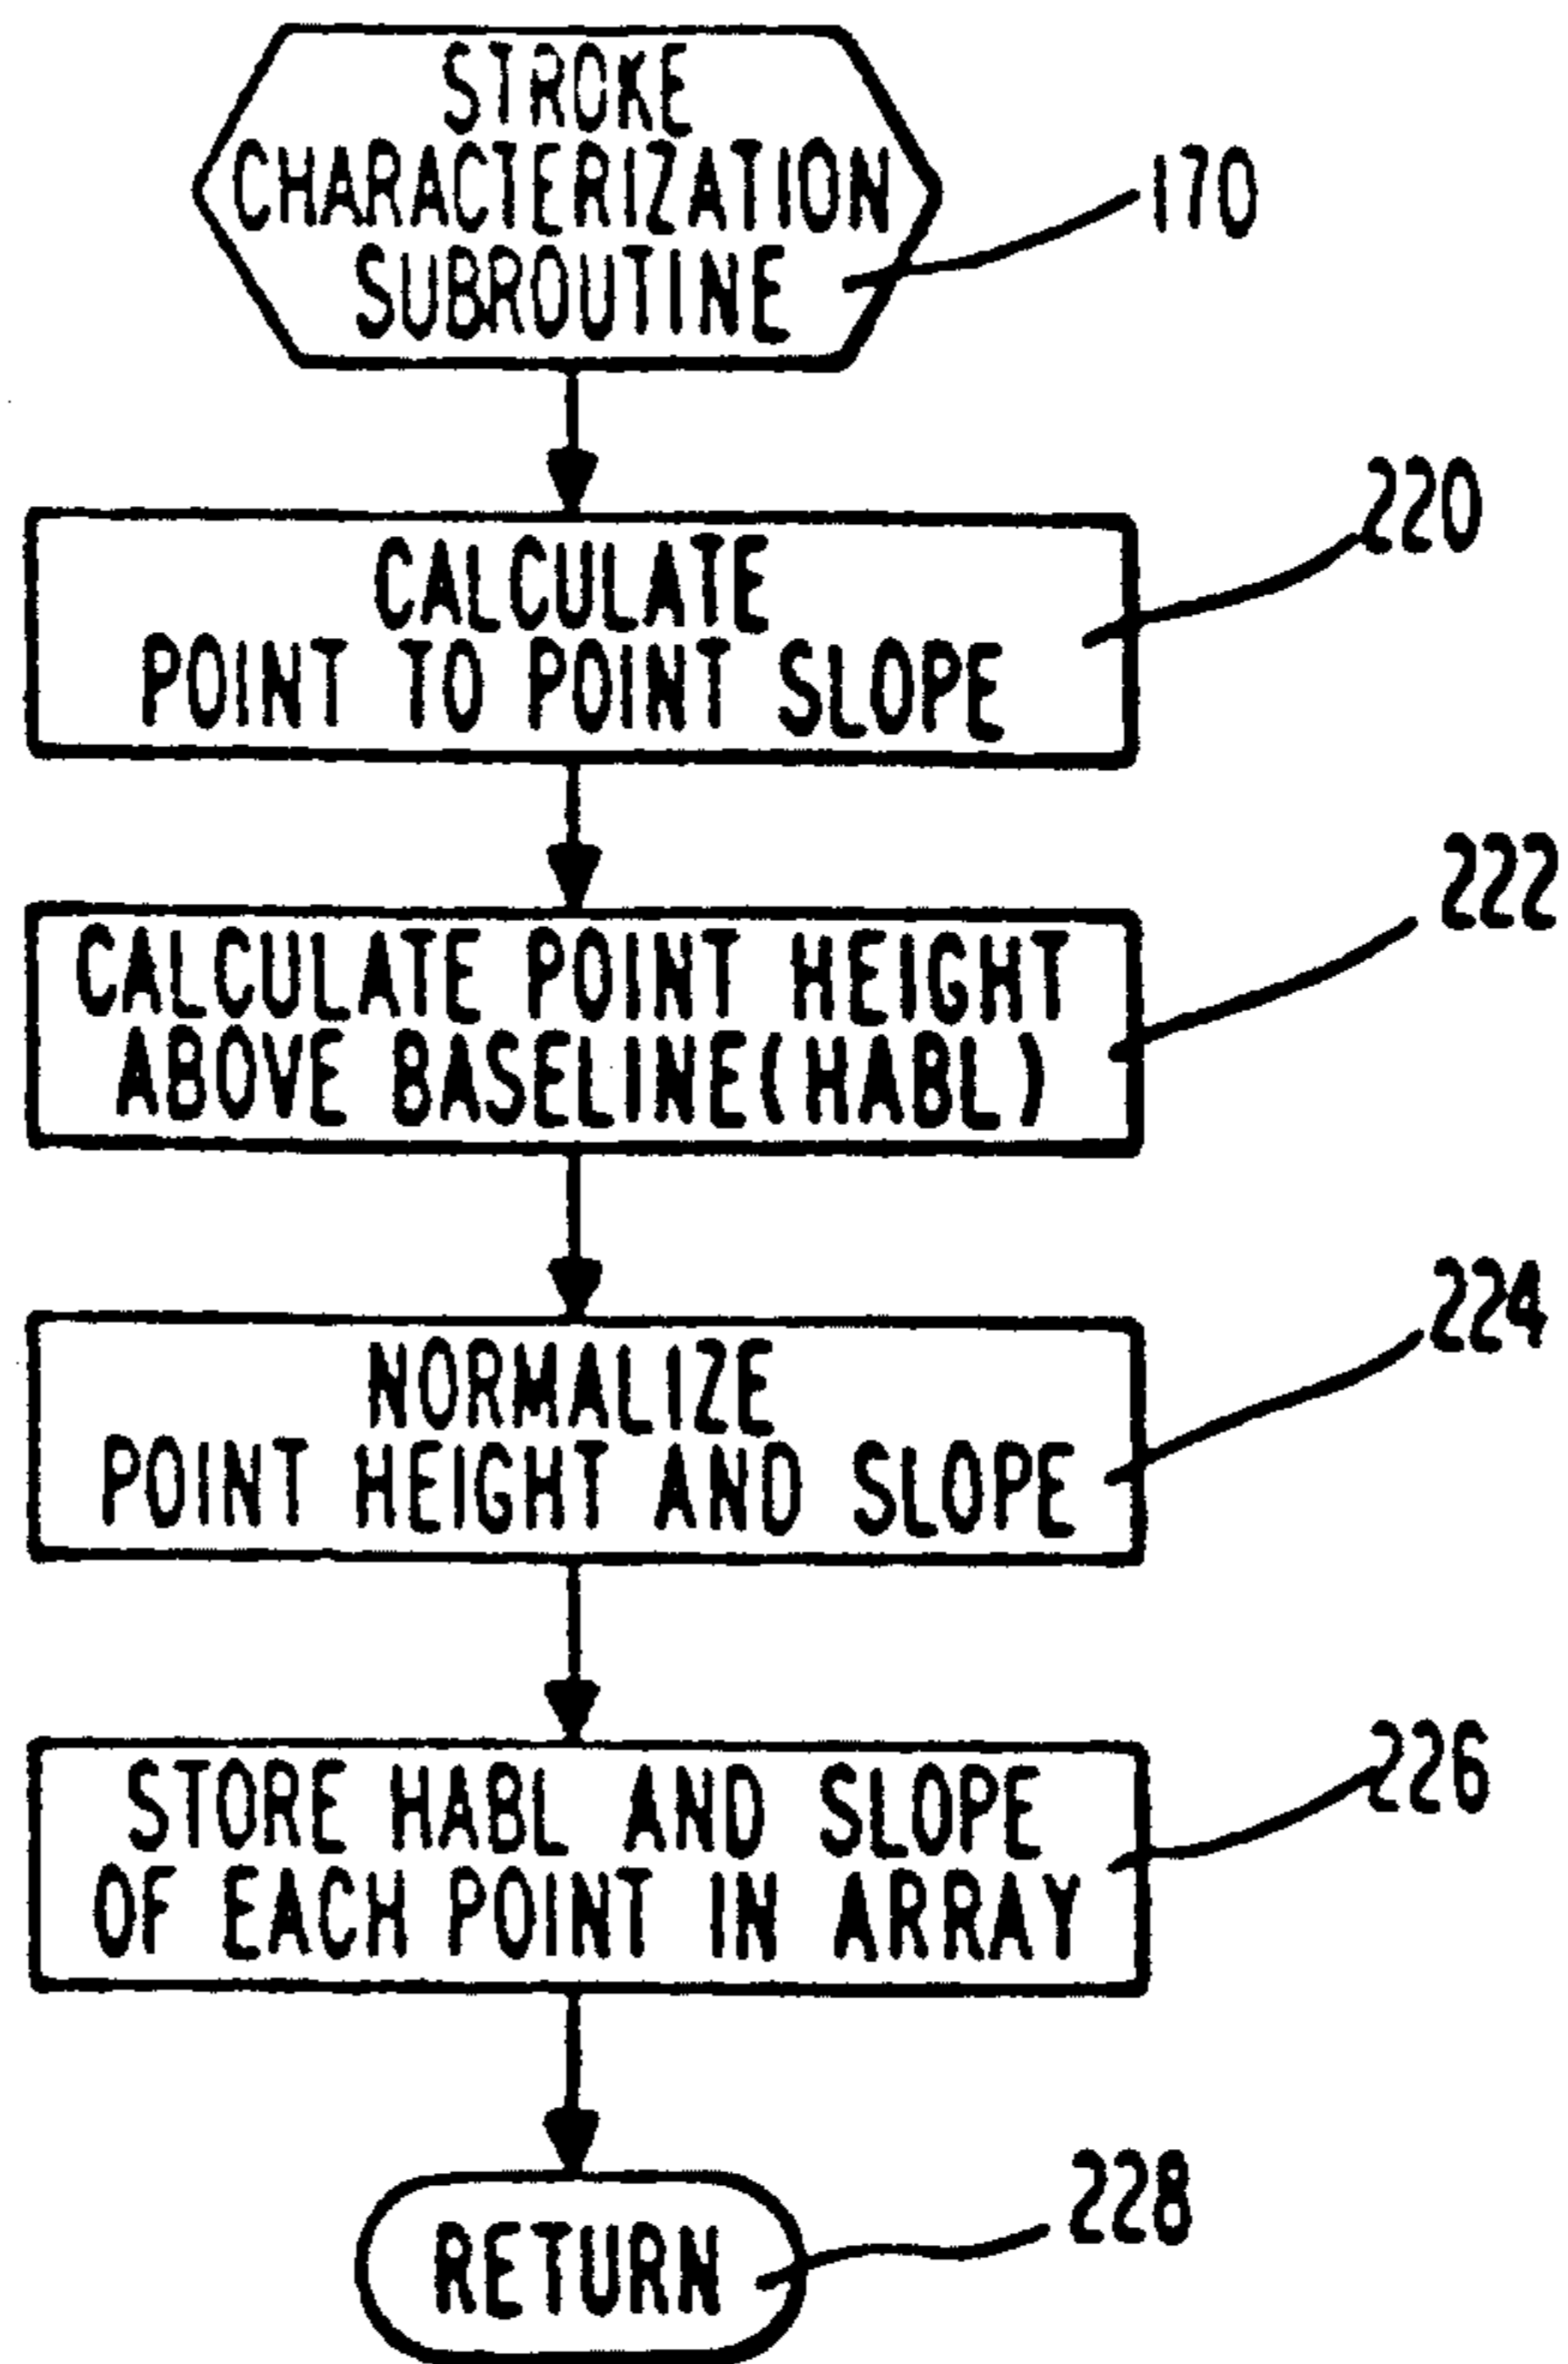 STROKE
CHARACTERIZATION
SUBROUTINE
170
220
CALCULATE
POINT TO POINT SLOPE
222
CALCULATE POINT HEIGHT
ABOVE BASELINE(HABL)
224
NORMALIZE
POINT HEIGHT AND SLOPE
226
STORE HABL AND SLOPE
OF EACH POINT IN ARRAY
228
RETURN